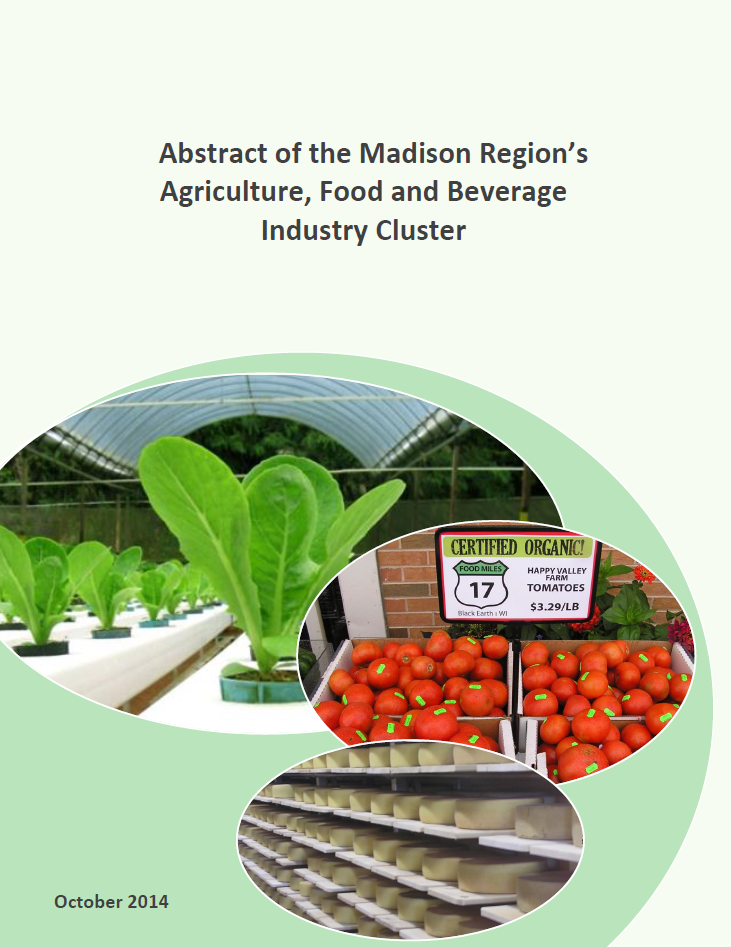 Abstract of the Madison Region’s
Agriculture, Food and Beverage
Industry Cluster
CERTIFIED ORGANIC!
FOOD MILES
17
Black Earth, WI
HAPPY VALLEY
FARM
TOMATOES
$3.29/LB
October 2014